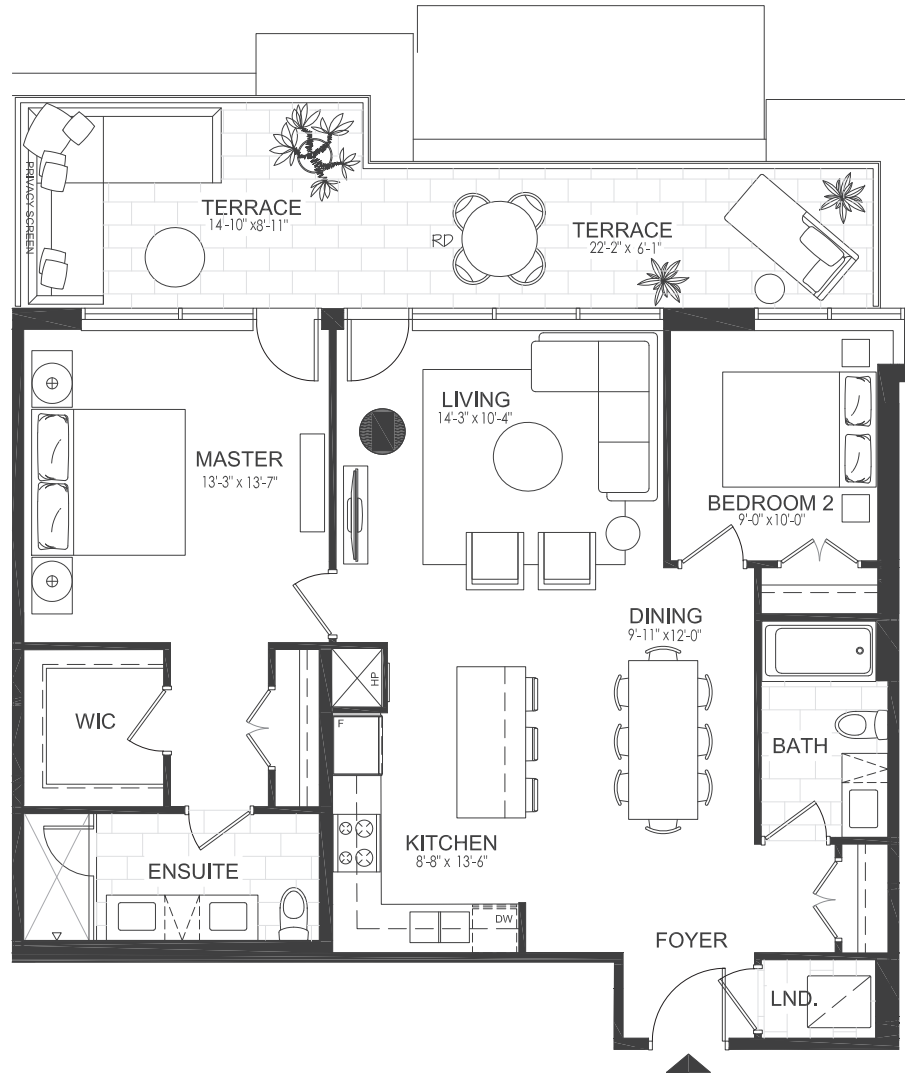 PRIVACY SCREEN
TERRACE
14'-10" x8'-11"
RD
TERRACE
22'-2" x 6'-1"
LIVING
14'-3" x 10'-4"
MASTER
13'-3" x 13'-7"
BEDROOM 2
9'-0" x10'-0"
DINING
9'-11" x12'-0"
HP
WIC
F
BATH
KITCHEN
8'-8" x 13'-6"
ENSUITE
DW
FOYER
LND.